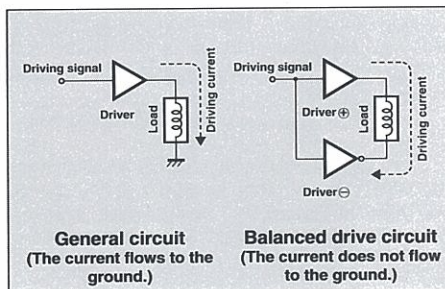 Driving signal
Driver
Load
Driving current
General circuit
(The current flows to the
ground.)
Driving signal
Driver ⊕
Load
Driving current
Driver ⊖
Balanced drive circuit
(The current does not flow
to the ground.)